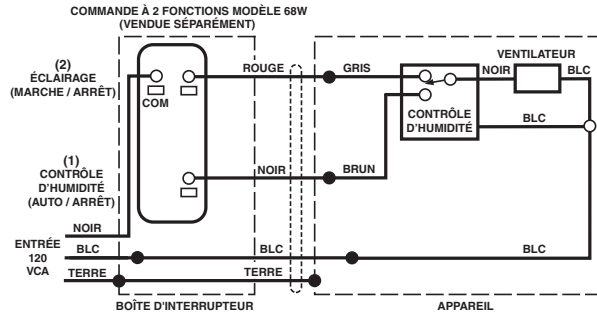 COMMANDE À 2 FONCTIONS MODÈLE 68W
(VENDUE SÉPARÉMENT)
(2)
ÉCLAIRAGE
(MARCHE / ARRÊT)
COM
ROUGE
GRIS
VENTILATEUR
NOIR
BLC
CONTRÔLE
D'HUMIDITÉ
BLC
(1)
CONTRÔLE
D'HUMIDITÉ
(AUTO / ARRÊT)
NOIR
BRUN
NOIR
ENTRÉE
120
VCA
BLC
BLC
BLC
TERRE
TERRE
BOÎTE D'INTERRUPTEUR
APPAREIL